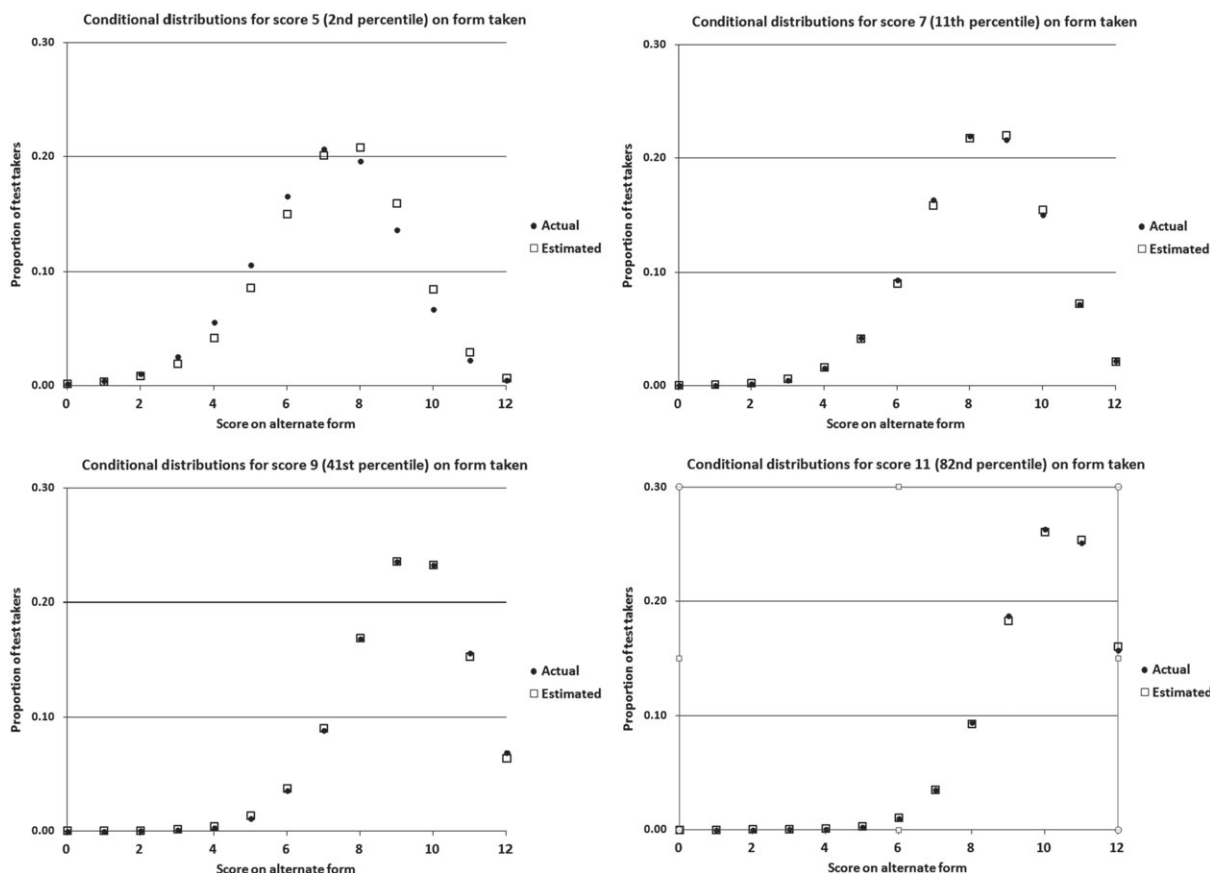 Conditional distributions for score 5 (2nd percentile) on form taken
0.30
0.20
0.10
0.00
0 2 4 6 8 10 12
Proportion of test takers
Score on alternate form
Actual
Estimated
Conditional distributions for score 7 (11th percentile) on form taken
0.30
0.20
0.10
0.00
0 2 4 6 8 10 12
Proportion of test takers
Score on alternate form
Actual
Estimated
Conditional distributions for score 9 (41st percentile) on form taken
0.30
0.20
0.10
0.00
0 2 4 6 8 10 12
Proportion of test takers
Score on alternate form
Actual
Estimated
Conditional distributions for score 11 (82nd percentile) on form taken
0.30
0.20
0.10
0.00
0 2 4 6 8 10 12
Proportion of test takers
Score on alternate form
Actual
Estimated